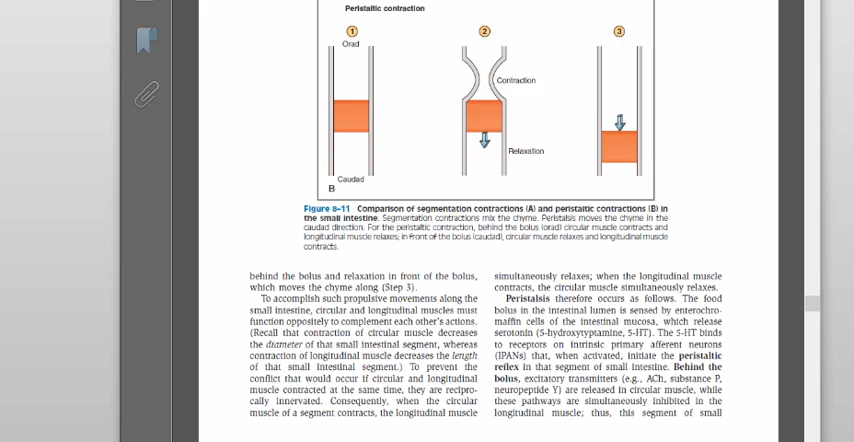 Peristaltic contraction
1
2
3
Orad
Contraction
Relaxation
Caudad
B
Figure 8–11 Comparison of segmentation contractions (A) and peristaltic contractions (B) in
the small intestine. Segmentation contractions mix the chyme. Peristalsis moves the chyme in the
caudad direction. For the peristaltic contraction, behind the bolus (orad) circular muscle contracts and
longitudinal muscle relaxes; in front of the bolus (caudad), circular muscle relaxes and longitudinal muscle
contracts.
behind the bolus and relaxation in front of the bolus,
which moves the chyme along (Step 3).
To accomplish such propulsive movements along the
small intestine, circular and longitudinal muscles must
function oppositely to complement each other's actions.
(Recall that contraction of circular muscle decreases
the diameter of that small intestinal segment, whereas
contraction of longitudinal muscle decreases the length
of that small intestinal segment.) To prevent the
conflict that would occur if circular and longitudinal
muscle contracted at the same time, they are recipro-
cally innervated. Consequently, when the circular
muscle of a segment contracts, the longitudinal muscle
simultaneously relaxes; when the longitudinal muscle
contracts, the circular muscle simultaneously relaxes.
Peristalsis therefore occurs as follows. The food
bolus in the intestinal lumen is sensed by enterochro-
maffin cells of the intestinal mucosa, which release
serotonin (5-hydroxytyptamine, 5-HT). The 5-HT binds
to receptors on intrinsic primary afferent neurons
(IPANs) that, when activated, initiate the peristaltic
reflex in that segment of small intestine. Behind the
bolus, excitatory transmitters (e.g., ACh, substance P,
neuropeptide Y) are released in circular muscle, while
these pathways are simultaneously inhibited in the
longitudinal muscle; thus, this segment of small